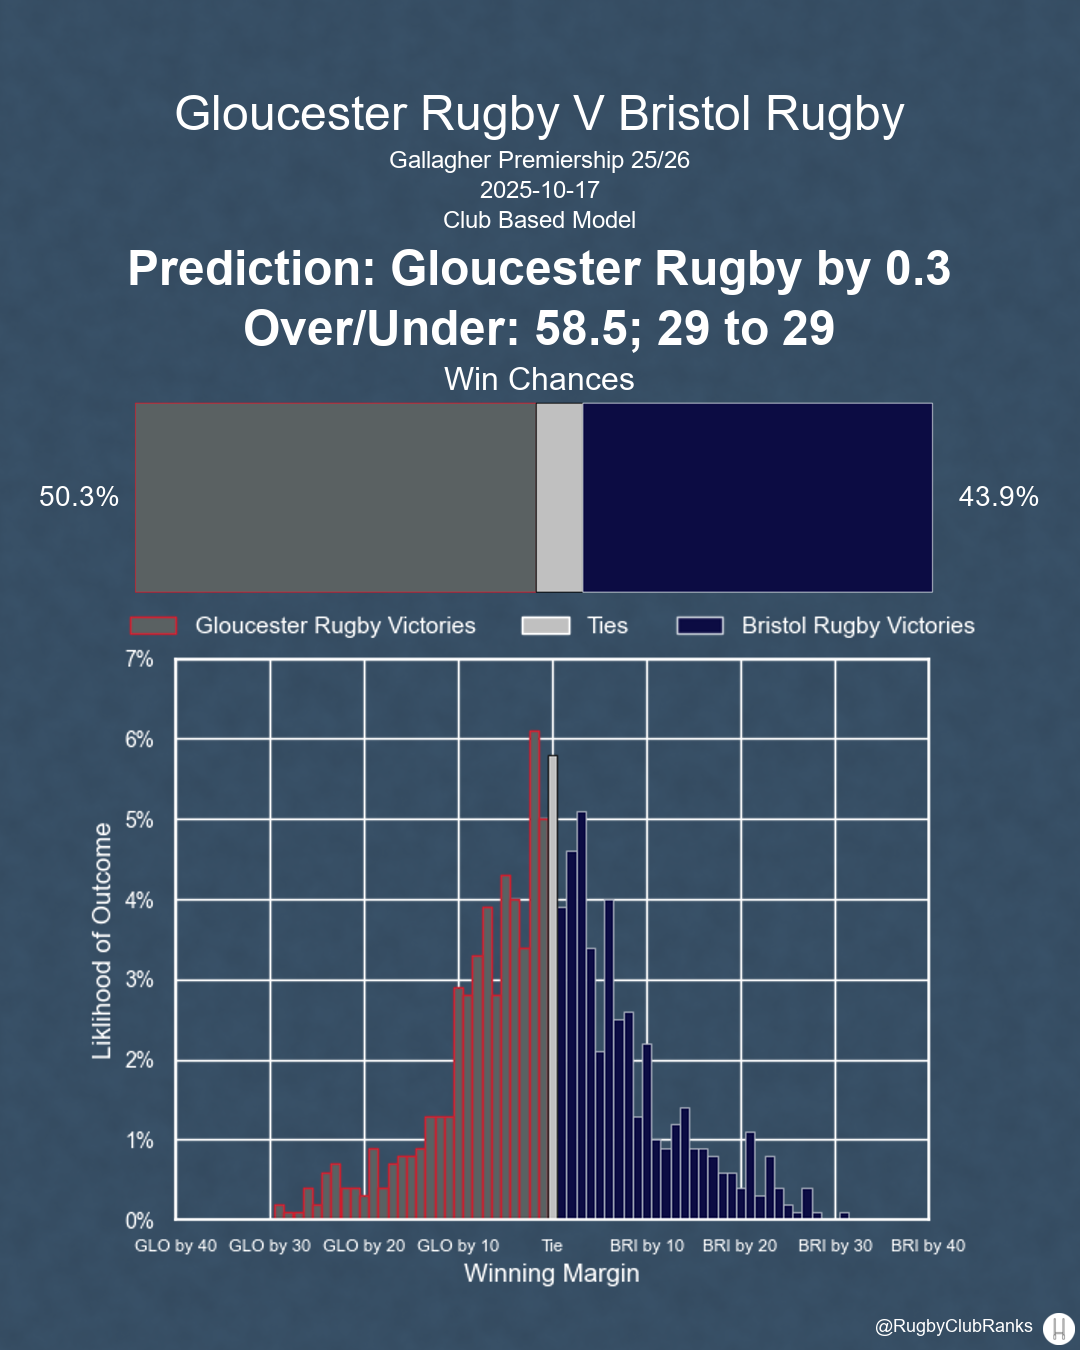 Gloucester Rugby V Bristol Rugby
Gallagher Premiership 25/26
2025-10-17
Club Based Model
Prediction: Gloucester Rugby by 0.3
Over/Under: 58.5; 29 to 29
Win Chances
50.3%
43.9%
Gloucester Rugby Victories
Ties
Bristol Rugby Victories
7%
6%
5%
4%
3%
2%
1%
0%
Liklihood of Outcome
GLO by 40
GLO by 30
GLO by 20
GLO by 10
Tie
BRI by 10
BRI by 20
BRI by 30
BRI by 40
Winning Margin
@RugbyClubRanks